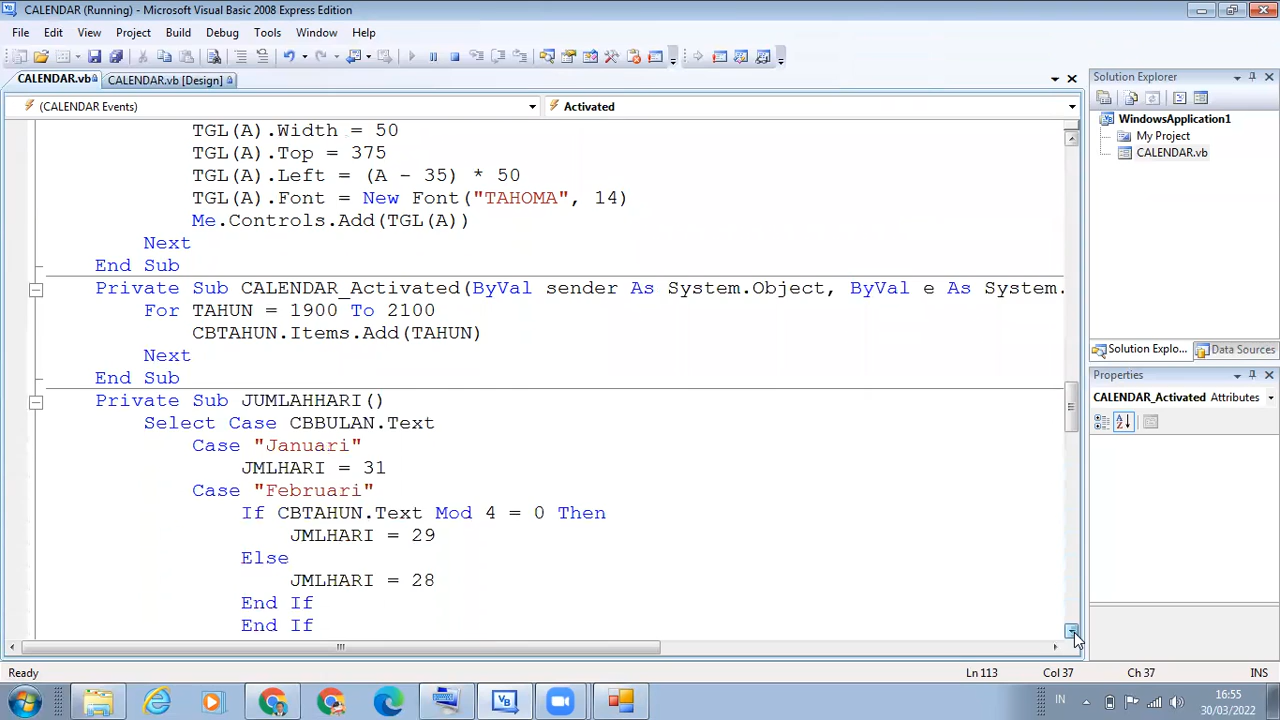 CALENDAR (Running) - Microsoft Visual Basic 2008 Express Edition
File Edit View Project Build Debug Tools Window Help
CALENDAR.vb CALENDAR.vb [Design]
(CALENDAR Events) Activated
TGL(A).Width = 50
TGL(A).Top = 375
TGL(A).Left = (A - 35) * 50
TGL(A).Font = New Font("TAHOMA", 14)
Me.Controls.Add(TGL(A))
Next
End Sub
Private Sub CALENDAR_Activated(ByVal sender As System.Object, ByVal e As System.
For TAHUN = 1900 To 2100
CBTAHUN.Items.Add(TAHUN)
Next
End Sub
Private Sub JUMLAHHARI()
Select Case CBBULAN.Text
Case "Januari"
JMLHARI = 31
Case "Februari"
If CBTAHUN.Text Mod 4 = 0 Then
JMLHARI = 29
Else
JMLHARI = 28
End If
End If
Solution Explorer
WindowsApplication1
My Project
CALENDAR.vb
Solution Explo... Data Sources
Properties
CALENDAR_Activated Attributes
Ready Ln 113 Col 37 Ch 37 INS
IN 16:55
30/03/2022